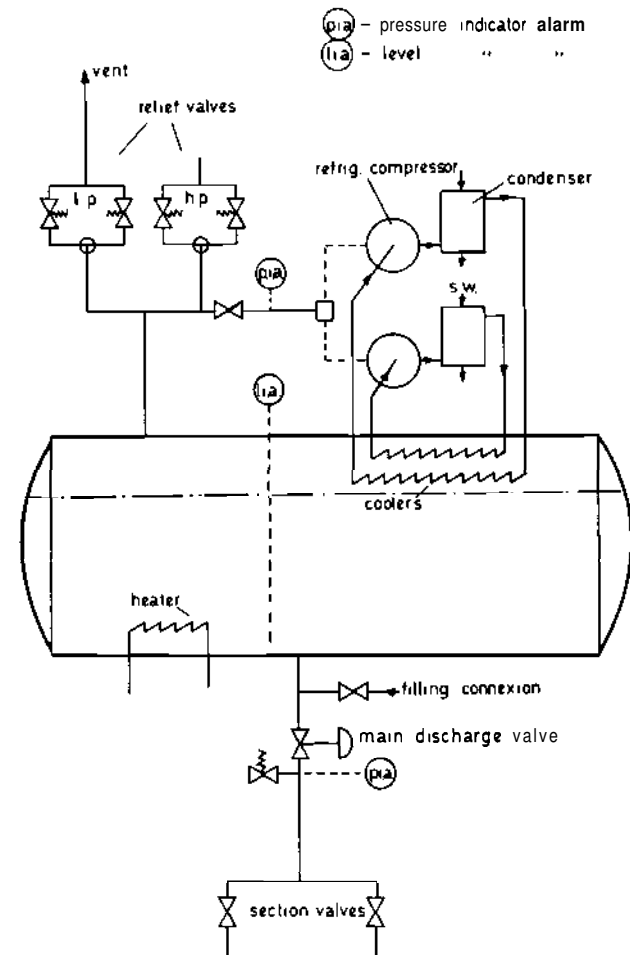 pia – pressure indicator alarm
lia – level " "
vent
relief valves
l p
h p
refrig. compressor
condenser
pia
s.w.
lia
coolers
heater
filling connexion
main discharge valve
pia
section valves